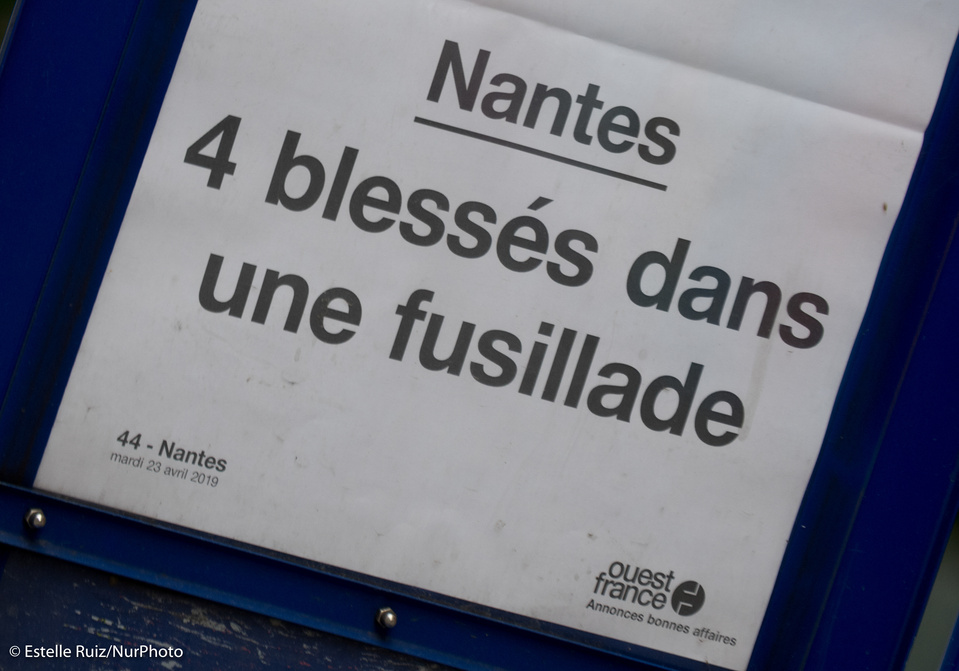 Nantes
4 blessés dans
une fusillade
44 - Nantes
mardi 23 avril 2019
ouest
france
Annonces bonnes affaires
© Estelle Ruiz/NurPhoto